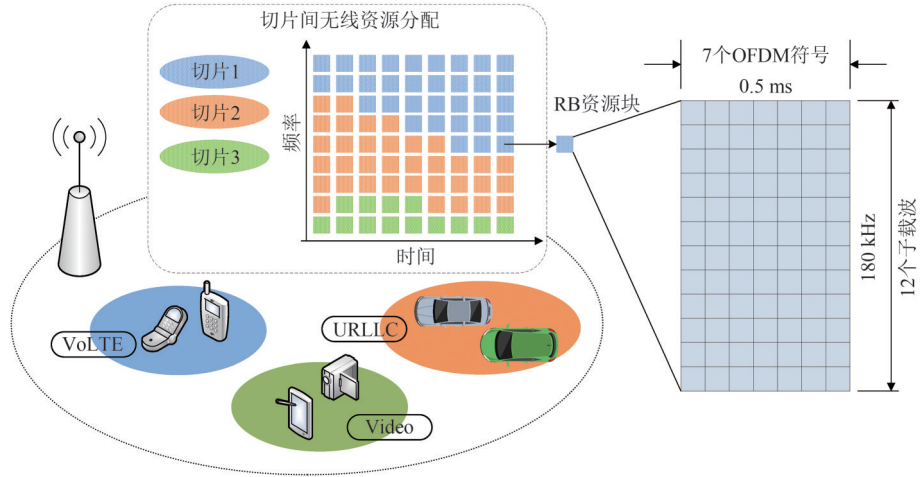 切片间无线资源分配
切片1
切片2
切片3
频率
时间
RB资源块
7个OFDM符号
0.5 ms
180 kHz
12个子载波
VoLTE
URLLC
Video